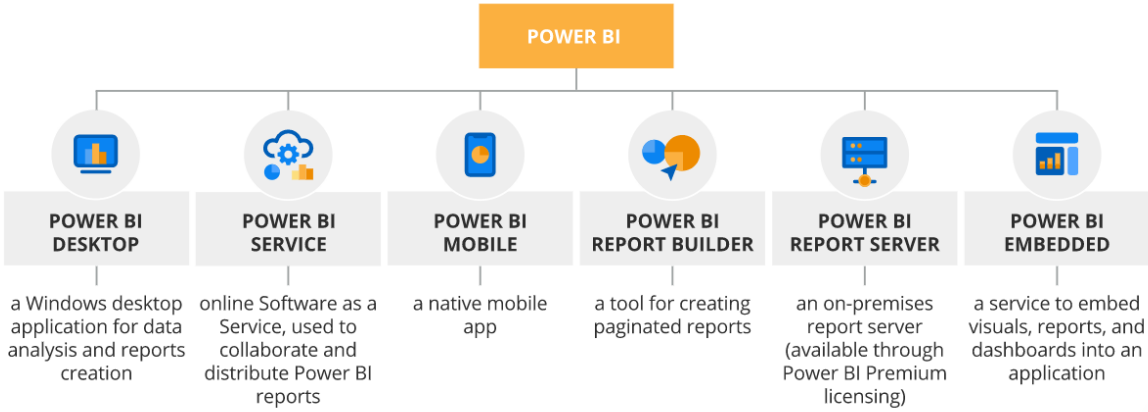 POWER BI
POWER BI
DESKTOP
a Windows desktop
application for data
analysis and reports
creation
POWER BI
SERVICE
online Software as a
Service, used to
collaborate and
distribute Power BI
reports
POWER BI
MOBILE
a native mobile
app
POWER BI
REPORT BUILDER
a tool for creating
paginated reports
POWER BI
REPORT SERVER
an on-premises
report server
(available through
Power BI Premium
licensing)
POWER BI
EMBEDDED
a service to embed
visuals, reports, and
dashboards into an
application